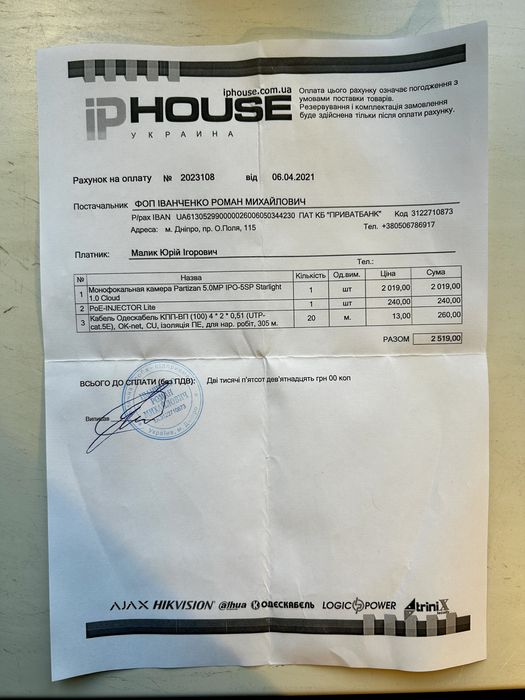 iphouse.com.ua
ipHOUSE
УКРАИНА
Оплата цього рахунку означає погодження з
умовами поставки товарів.
Резервування і комплектація замовлення
буде здійснена тільки після оплати рахунку.
Рахунок на оплату № 2023108 від 06.04.2021
Постачальник ФОП ІВАНЧЕНКО РОМАН МИХАЙЛОВИЧ
Р/рах IBAN UA613052990000026006050344230 ПАТ КБ "ПРИВАТБАНК" Код 3122710873
Адреса: м. Дніпро, пр. О.Поля, 115 Тел. +380506786917
Платник: Малик Юрій Ігорович
Тел.:
№ Назва Кількість Од.вим. Ціна Сума
1 Монофокальная камера Partizan 5.0MP IPO-5SP Starlight 1 шт 2 019,00 2 019,00
1.0 Cloud
2 PoE-INJECTOR Lite 1 шт 240,00 240,00
3 Кабель Одескабель КПП-ВП (100) 4 * 2 * 0,51 (UTP- 20 м. 13,00 260,00
cat.5E), OK-net, CU, ізоляція ПЕ, для нар. робіт, 305 м.
РАЗОМ 2 519,00
ВСЬОГО ДО СПЛАТИ (без ПДВ): Дві тисячі п'ятсот дев'ятнадцять грн 00 коп
Виписав
РОМАН
МИХАЙЛОВИЧ
3122710873
Україна, м.
AJAX HIKVISION alhua ОДЕСКАБЕЛЬ LOGICPOWER Atrinix